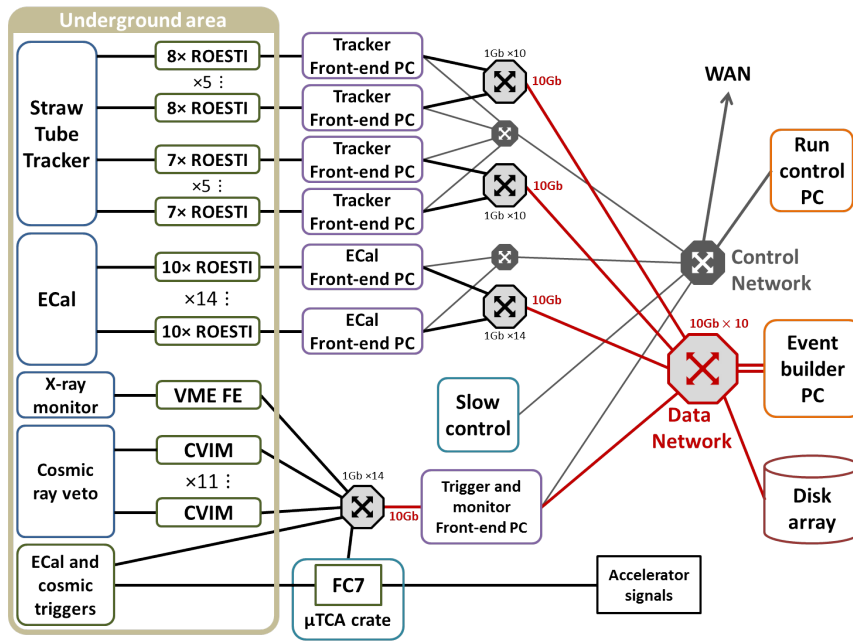 Underground area
Straw
Tube
Tracker
8× ROESTI
×5 ⋮
8× ROESTI
7× ROESTI
×5 ⋮
7× ROESTI
Tracker
Front-end PC
Tracker
Front-end PC
Tracker
Front-end PC
Tracker
Front-end PC
1Gb ×10
10Gb
10Gb
1Gb ×10
WAN
Run
control
PC
Control
Network
ECal
10× ROESTI
×14 ⋮
10× ROESTI
ECal
Front-end PC
ECal
Front-end PC
10Gb
1Gb ×14
10Gb × 10
Event
builder
PC
Data
Network
Slow
control
X-ray
monitor
VME FE
Cosmic
ray veto
CVIM
×11 ⋮
CVIM
1Gb ×14
10Gb
Trigger and
monitor
Front-end PC
Disk
array
ECal and
cosmic
triggers
FC7
μTCA crate
Accelerator
signals